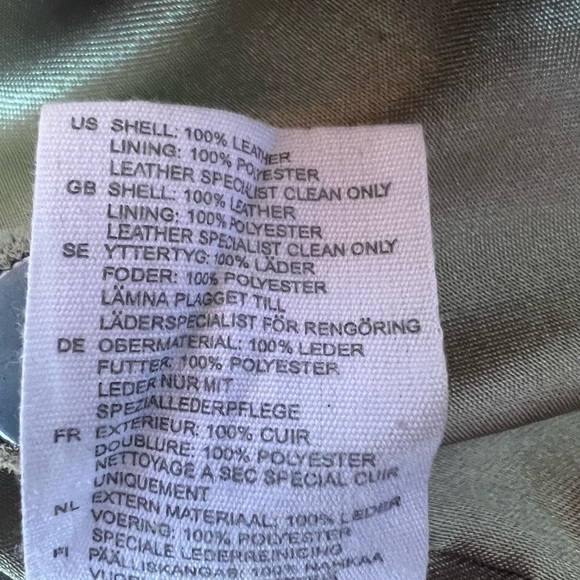 US SHELL: 100% LEATHER
LINING: 100% POLYESTER
LEATHER SPECIALIST CLEAN ONLY
GB SHELL: 100% LEATHER
LINING: 100% POLYESTER
LEATHER SPECIALIST CLEAN ONLY
SE YTTERTYG: 100% LÄDER
FODER: 100% POLYESTER
LÄMNA PLAGGET TILL
LÄDERSPECIALIST FÖR RENGÖRING
DE OBERMATERIAL: 100% LEDER
FUTTER: 100% POLYESTER
LEDER NUR MIT
SPEZIALLEDERPFLEGE
FR EXTERIEUR: 100% CUIR
DOUBLURE: 100% POLYESTER
NETTOYAGE A SEC SPECIAL CUIR
UNIQUEMENT
NL EXTERN MATERIAAL: 100% LEDER
VOERING: 100% POLYESTER
SPECIALE LEDERREINIGING
FI PÄÄLLISKANGAS: 100% NAHKAA